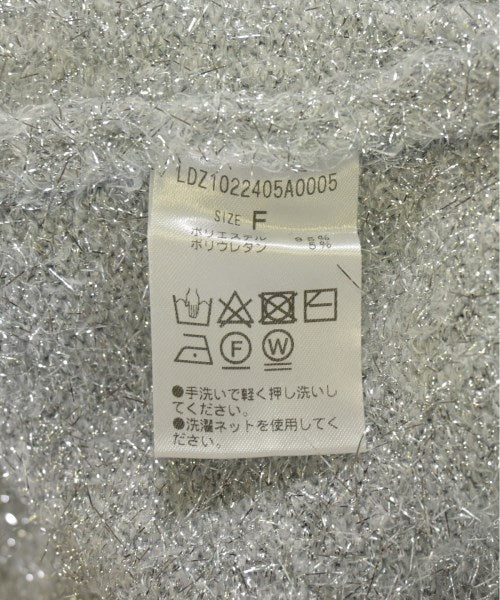 LDZ1022405A0005
SIZE F
ポリエステル 95%
ポリウレタン 5%
F W
●手洗いで軽く押し洗いし
てください。
●洗濯ネットを使用してく
ださい。